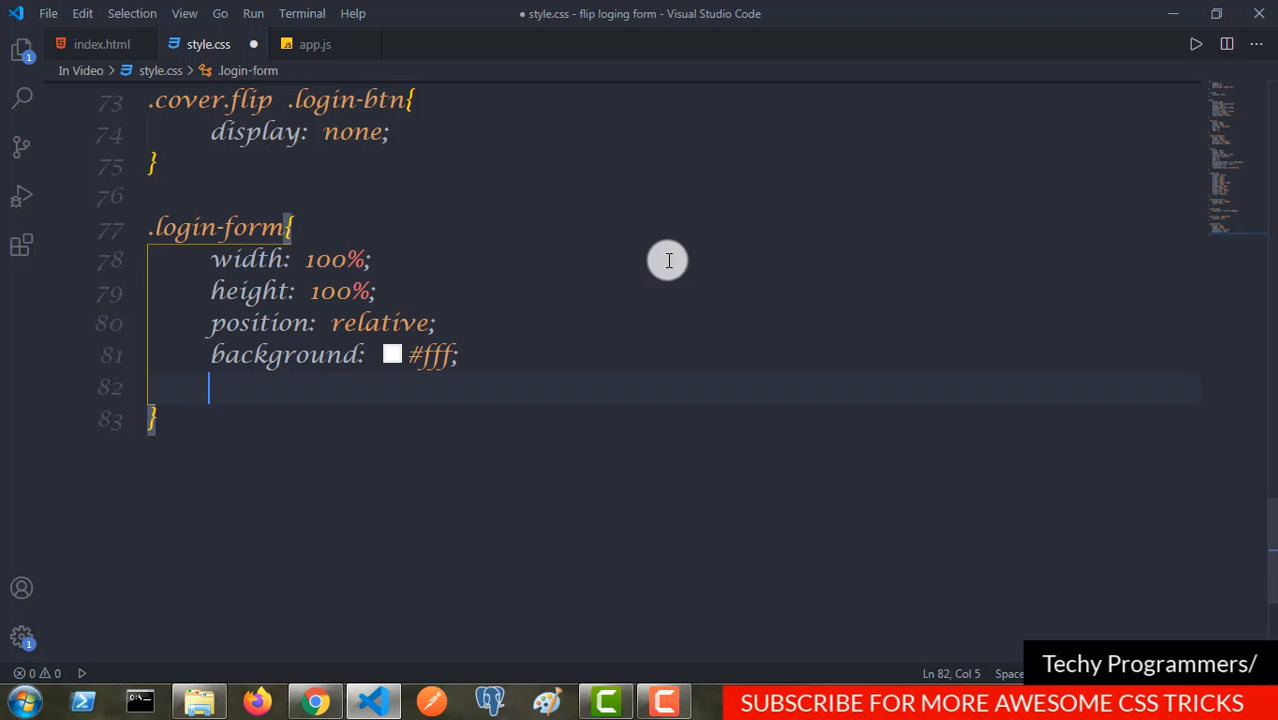 File Edit Selection View Go Run Terminal Help
● style.css - flip loging form - Visual Studio Code
index.html style.css ● app.js
In Video > style.css > .login-form
73 .cover.flip .login-btn{
74 display: none;
75 }
76
77 .login-form{
78 width: 100%;
79 height: 100%;
80 position: relative;
81 background: #fff;
82
83 }
1
1
0 0 Ln 82, Col 5 Space
Techy Programmers/
SUBSCRIBE FOR MORE AWESOME CSS TRICKS